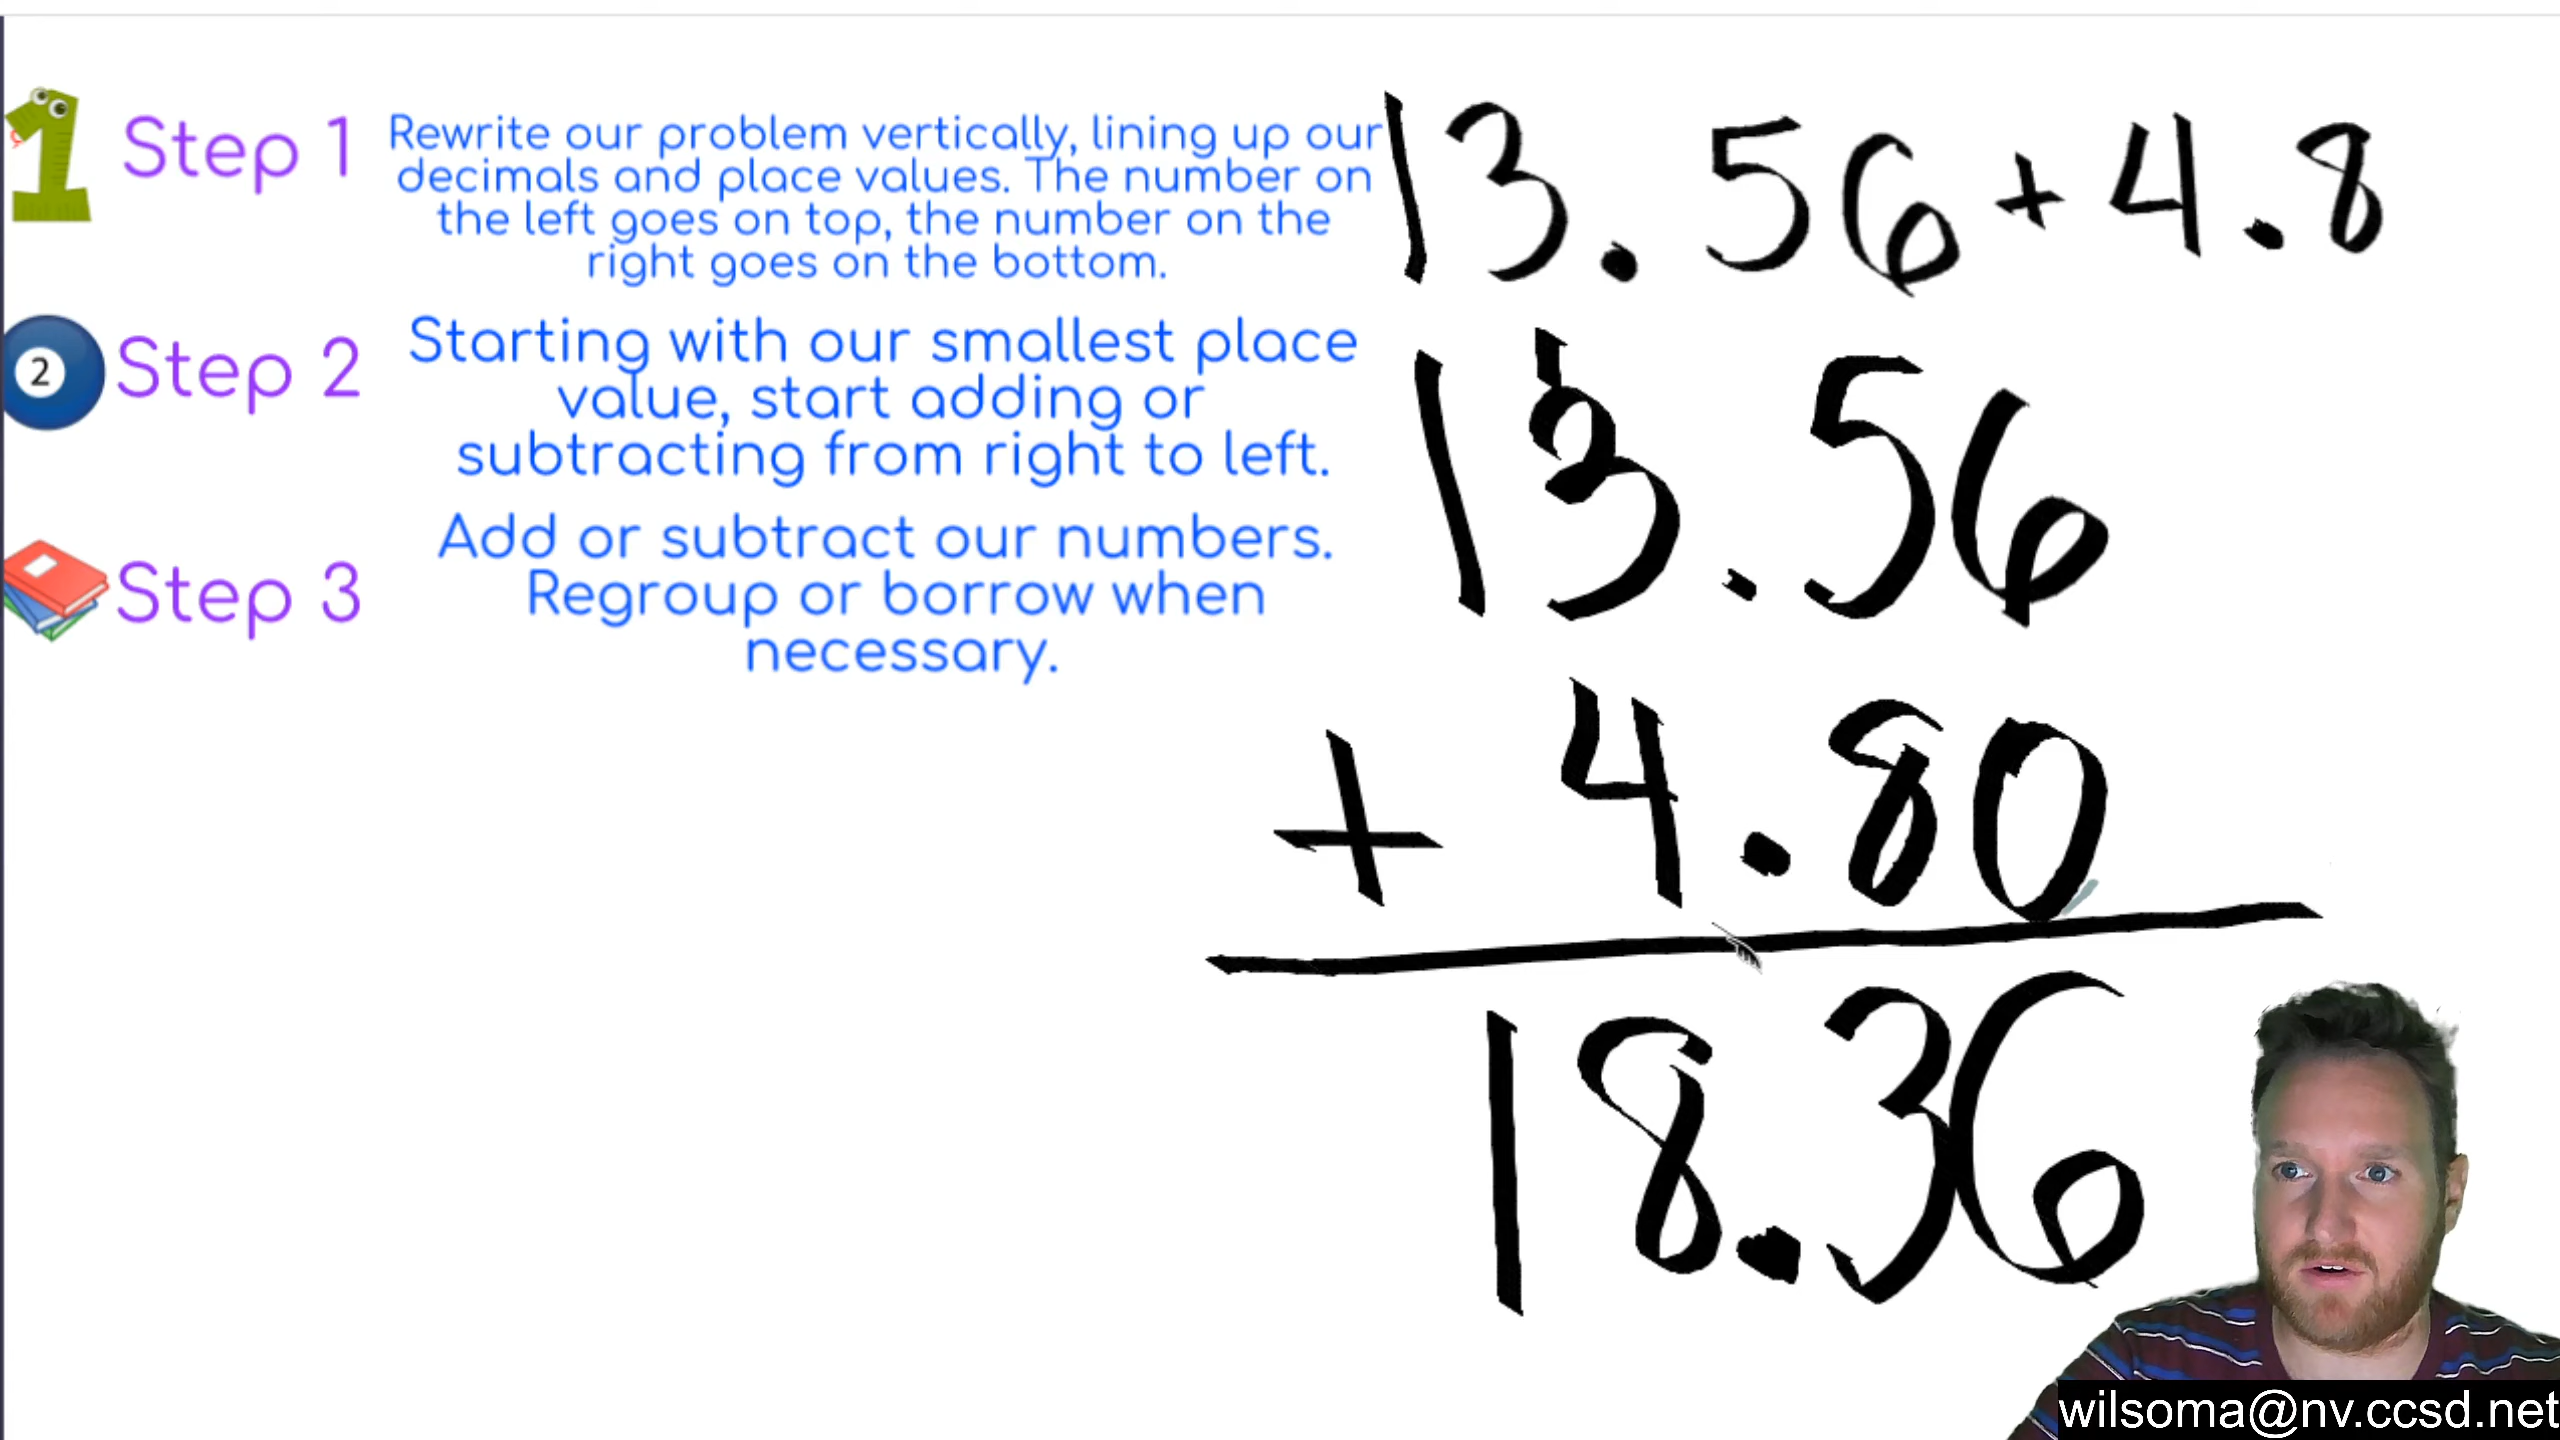 Step 1
Rewrite our problem vertically, lining up our
decimals and place values. The number on
the left goes on top, the number on the
right goes on the bottom.
2
Step 2
Starting with our smallest place
value, start adding or
subtracting from right to left.
Step 3
Add or subtract our numbers.
Regroup or borrow when
necessary.
13.56+4.8
1
13.56
+ 4.80
18.36
wilsoma@nv.ccsd.net